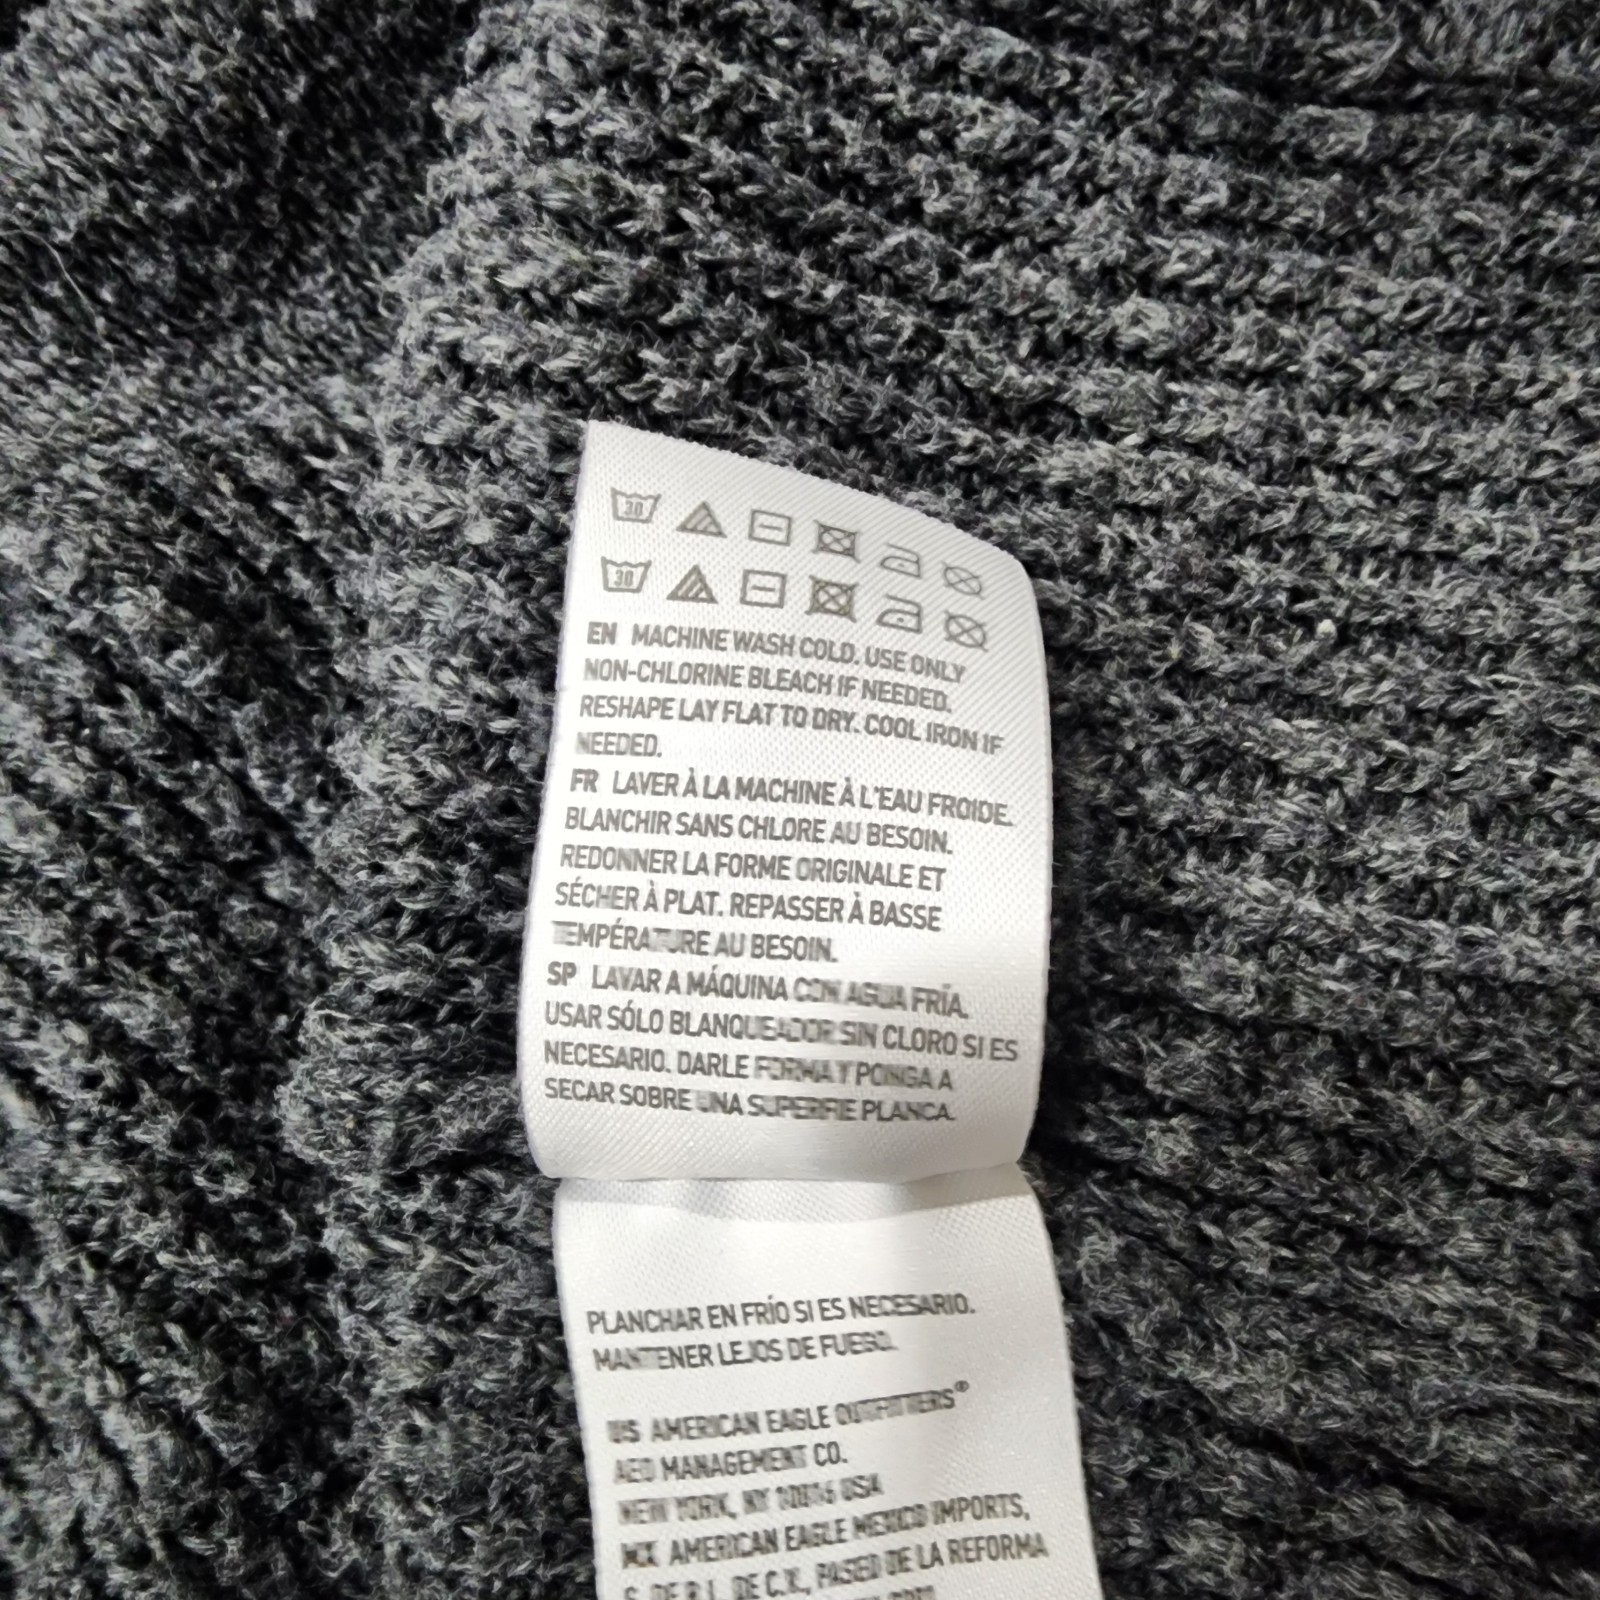 30
30
EN MACHINE WASH COLD. USE ONLY
NON-CHLORINE BLEACH IF NEEDED.
RESHAPE LAY FLAT TO DRY. COOL IRON IF
NEEDED.
FR LAVER À LA MACHINE À L'EAU FROIDE.
BLANCHIR SANS CHLORE AU BESOIN.
REDONNER LA FORME ORIGINALE ET
SÉCHER À PLAT. REPASSER À BASSE
TEMPÉRATURE AU BESOIN.
SP LAVAR A MÁQUINA CON AGUA FRÍA.
USAR SÓLO BLANQUEADOR SIN CLORO SI ES
NECESARIO. DARLE FORMA Y PONGA A
SECAR SOBRE UNA SUPERFIE PLANCA.
PLANCHAR EN FRÍO SI ES NECESARIO.
MANTENER LEJOS DE FUEGO.
US AMERICAN EAGLE OUTFITTERS®
AEO MANAGEMENT CO.
NEW YORK, NY 10016 USA
MX AMERICAN EAGLE MEXICO IMPORTS,
S. DE R.L. DE C.V., PASEO DE LA REFORMA